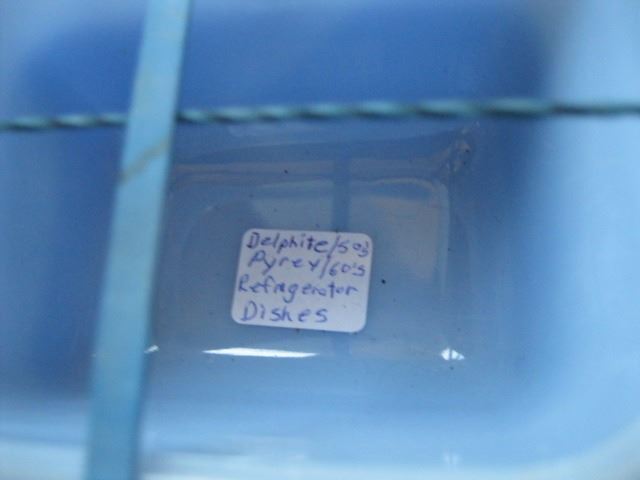 Delphite/50's
Pyrex/60's
Refrigerator
Dishes